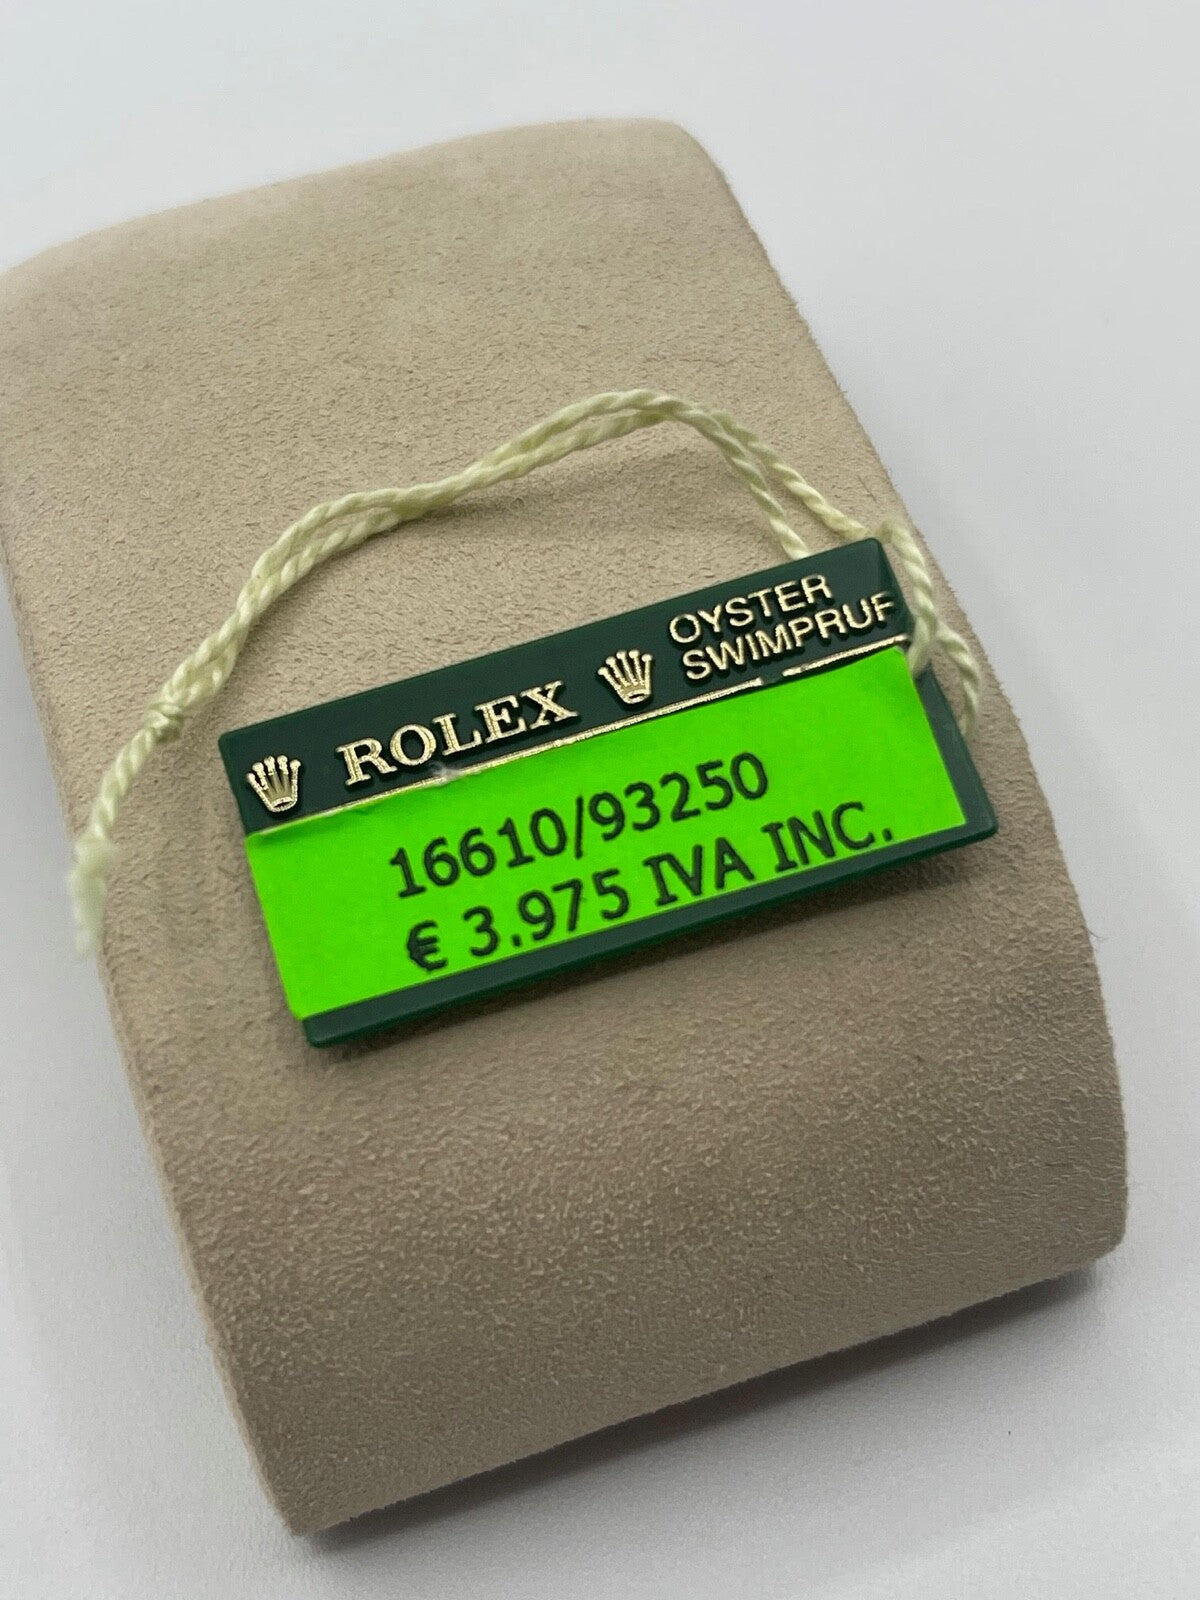 ROLEX
OYSTER
SWIMPRUF
16610/93250
€ 3.975 IVA INC.